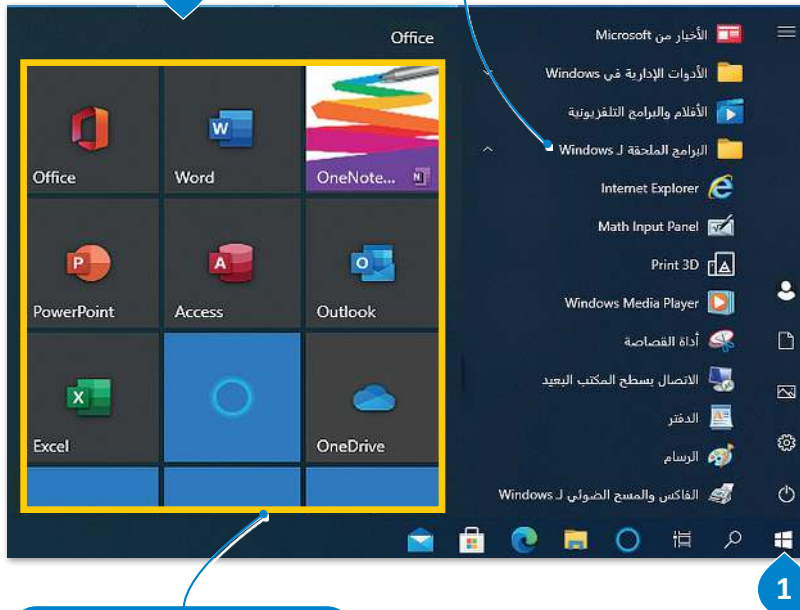 Office
الأخبار من Microsoft
الأدوات الإدارية في Windows
الأفلام والبرامج التلفزيونية
البرامج الملحقة لـ Windows
Internet Explorer
Math Input Panel
Print 3D
Windows Media Player
أداة القصاصة
الاتصال بسطح المكتب البعيد
الدفتر
الرسام
الفاكس والمسح الضوئي لـ Windows
Office
Word
OneNote...
PowerPoint
Access
Outlook
Excel
OneDrive
1